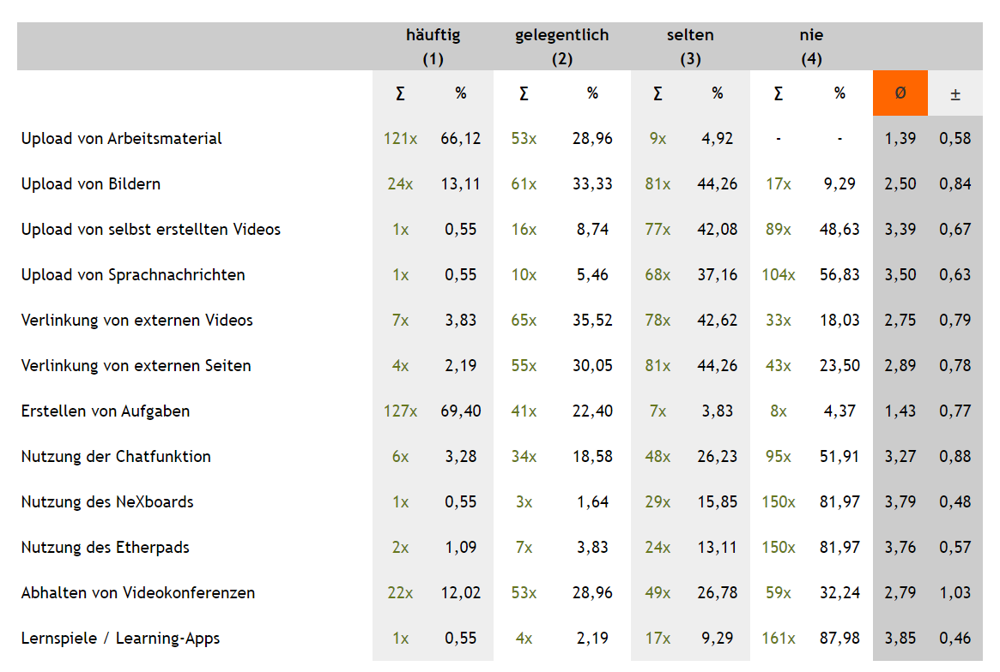 häufig gelegentlich selten nie
(1) (2) (3) (4)
Σ % Σ % Σ % Σ % Ø ±
Upload von Arbeitsmaterial 121x 66,12 53x 28,96 9x 4,92 - - 1,39 0,58
Upload von Bildern 24x 13,11 61x 33,33 81x 44,26 17x 9,29 2,50 0,84
Upload von selbst erstellten Videos 1x 0,55 16x 8,74 77x 42,08 89x 48,63 3,39 0,67
Upload von Sprachnachrichten 1x 0,55 10x 5,46 68x 37,16 104x 56,83 3,50 0,63
Verlinkung von externen Videos 7x 3,83 65x 35,52 78x 42,62 33x 18,03 2,75 0,79
Verlinkung von externen Seiten 4x 2,19 55x 30,05 81x 44,26 43x 23,50 2,89 0,78
Erstellen von Aufgaben 127x 69,40 41x 22,40 7x 3,83 8x 4,37 1,43 0,77
Nutzung der Chatfunktion 6x 3,28 34x 18,58 48x 26,23 95x 51,91 3,27 0,88
Nutzung des NeXboards 1x 0,55 3x 1,64 29x 15,85 150x 81,97 3,79 0,48
Nutzung des Etherpads 2x 1,09 7x 3,83 24x 13,11 150x 81,97 3,76 0,57
Abhalten von Videokonferenzen 22x 12,02 53x 28,96 49x 26,78 59x 32,24 2,79 1,03
Lernspiele / Learning-Apps 1x 0,55 4x 2,19 17x 9,29 161x 87,98 3,85 0,46